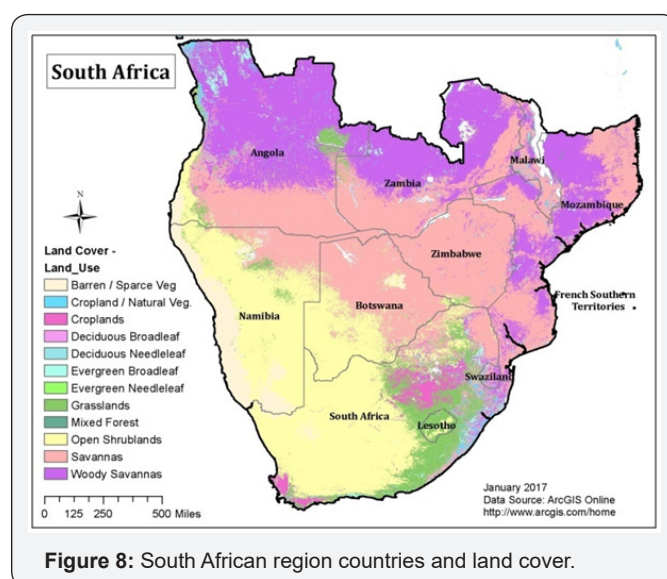 South Africa
Angola
Zambia
Malawi
Mozambique
Zimbabwe
Namibia
Botswana
French Southern
Territories
Swaziland
South Africa
Lesotho
N
Land Cover -
Land_Use
Barren / Sparce Veg
Cropland / Natural Veg.
Croplands
Deciduous Broadleaf
Deciduous Needleleaf
Evergreen Broadleaf
Evergreen Needleleaf
Grasslands
Mixed Forest
Open Shrublands
Savannas
Woody Savannas
0 125 250 500 Miles
January 2017
Data Source: ArcGIS Online
http://www.arcgis.com/home
Figure 8: South African region countries and land cover.